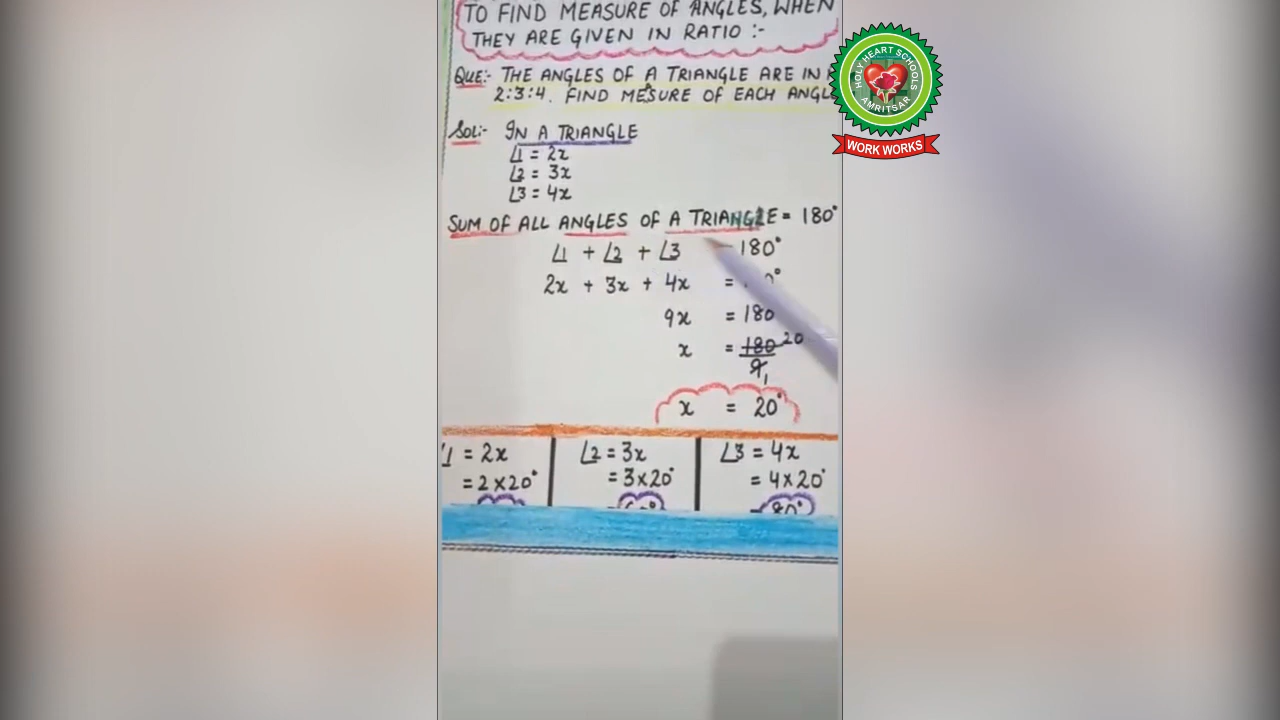 TO FIND MEASURE OF ANGLES, WHEN
THEY ARE GIVEN IN RATIO :-
QUE:- THE ANGLES OF A TRIANGLE ARE IN
2:3:4. FIND MEASURE OF EACH ANGL
SOL:- IN A TRIANGLE
∠1 = 2x
∠2 = 3x
∠3 = 4x
SUM OF ALL ANGLES OF A TRIANGLE = 180°
∠1 + ∠2 + ∠3 180°
2x + 3x + 4x =
9x = 180
x = 180/9 20 1
x = 20°
∠1 = 2x ∠2 = 3x ∠3 = 4x
= 2 x 20° = 3 x 20° = 4 x 20°
= 80°
HOLY HEART SCHOOLS
AMRITSAR
WORK WORKS